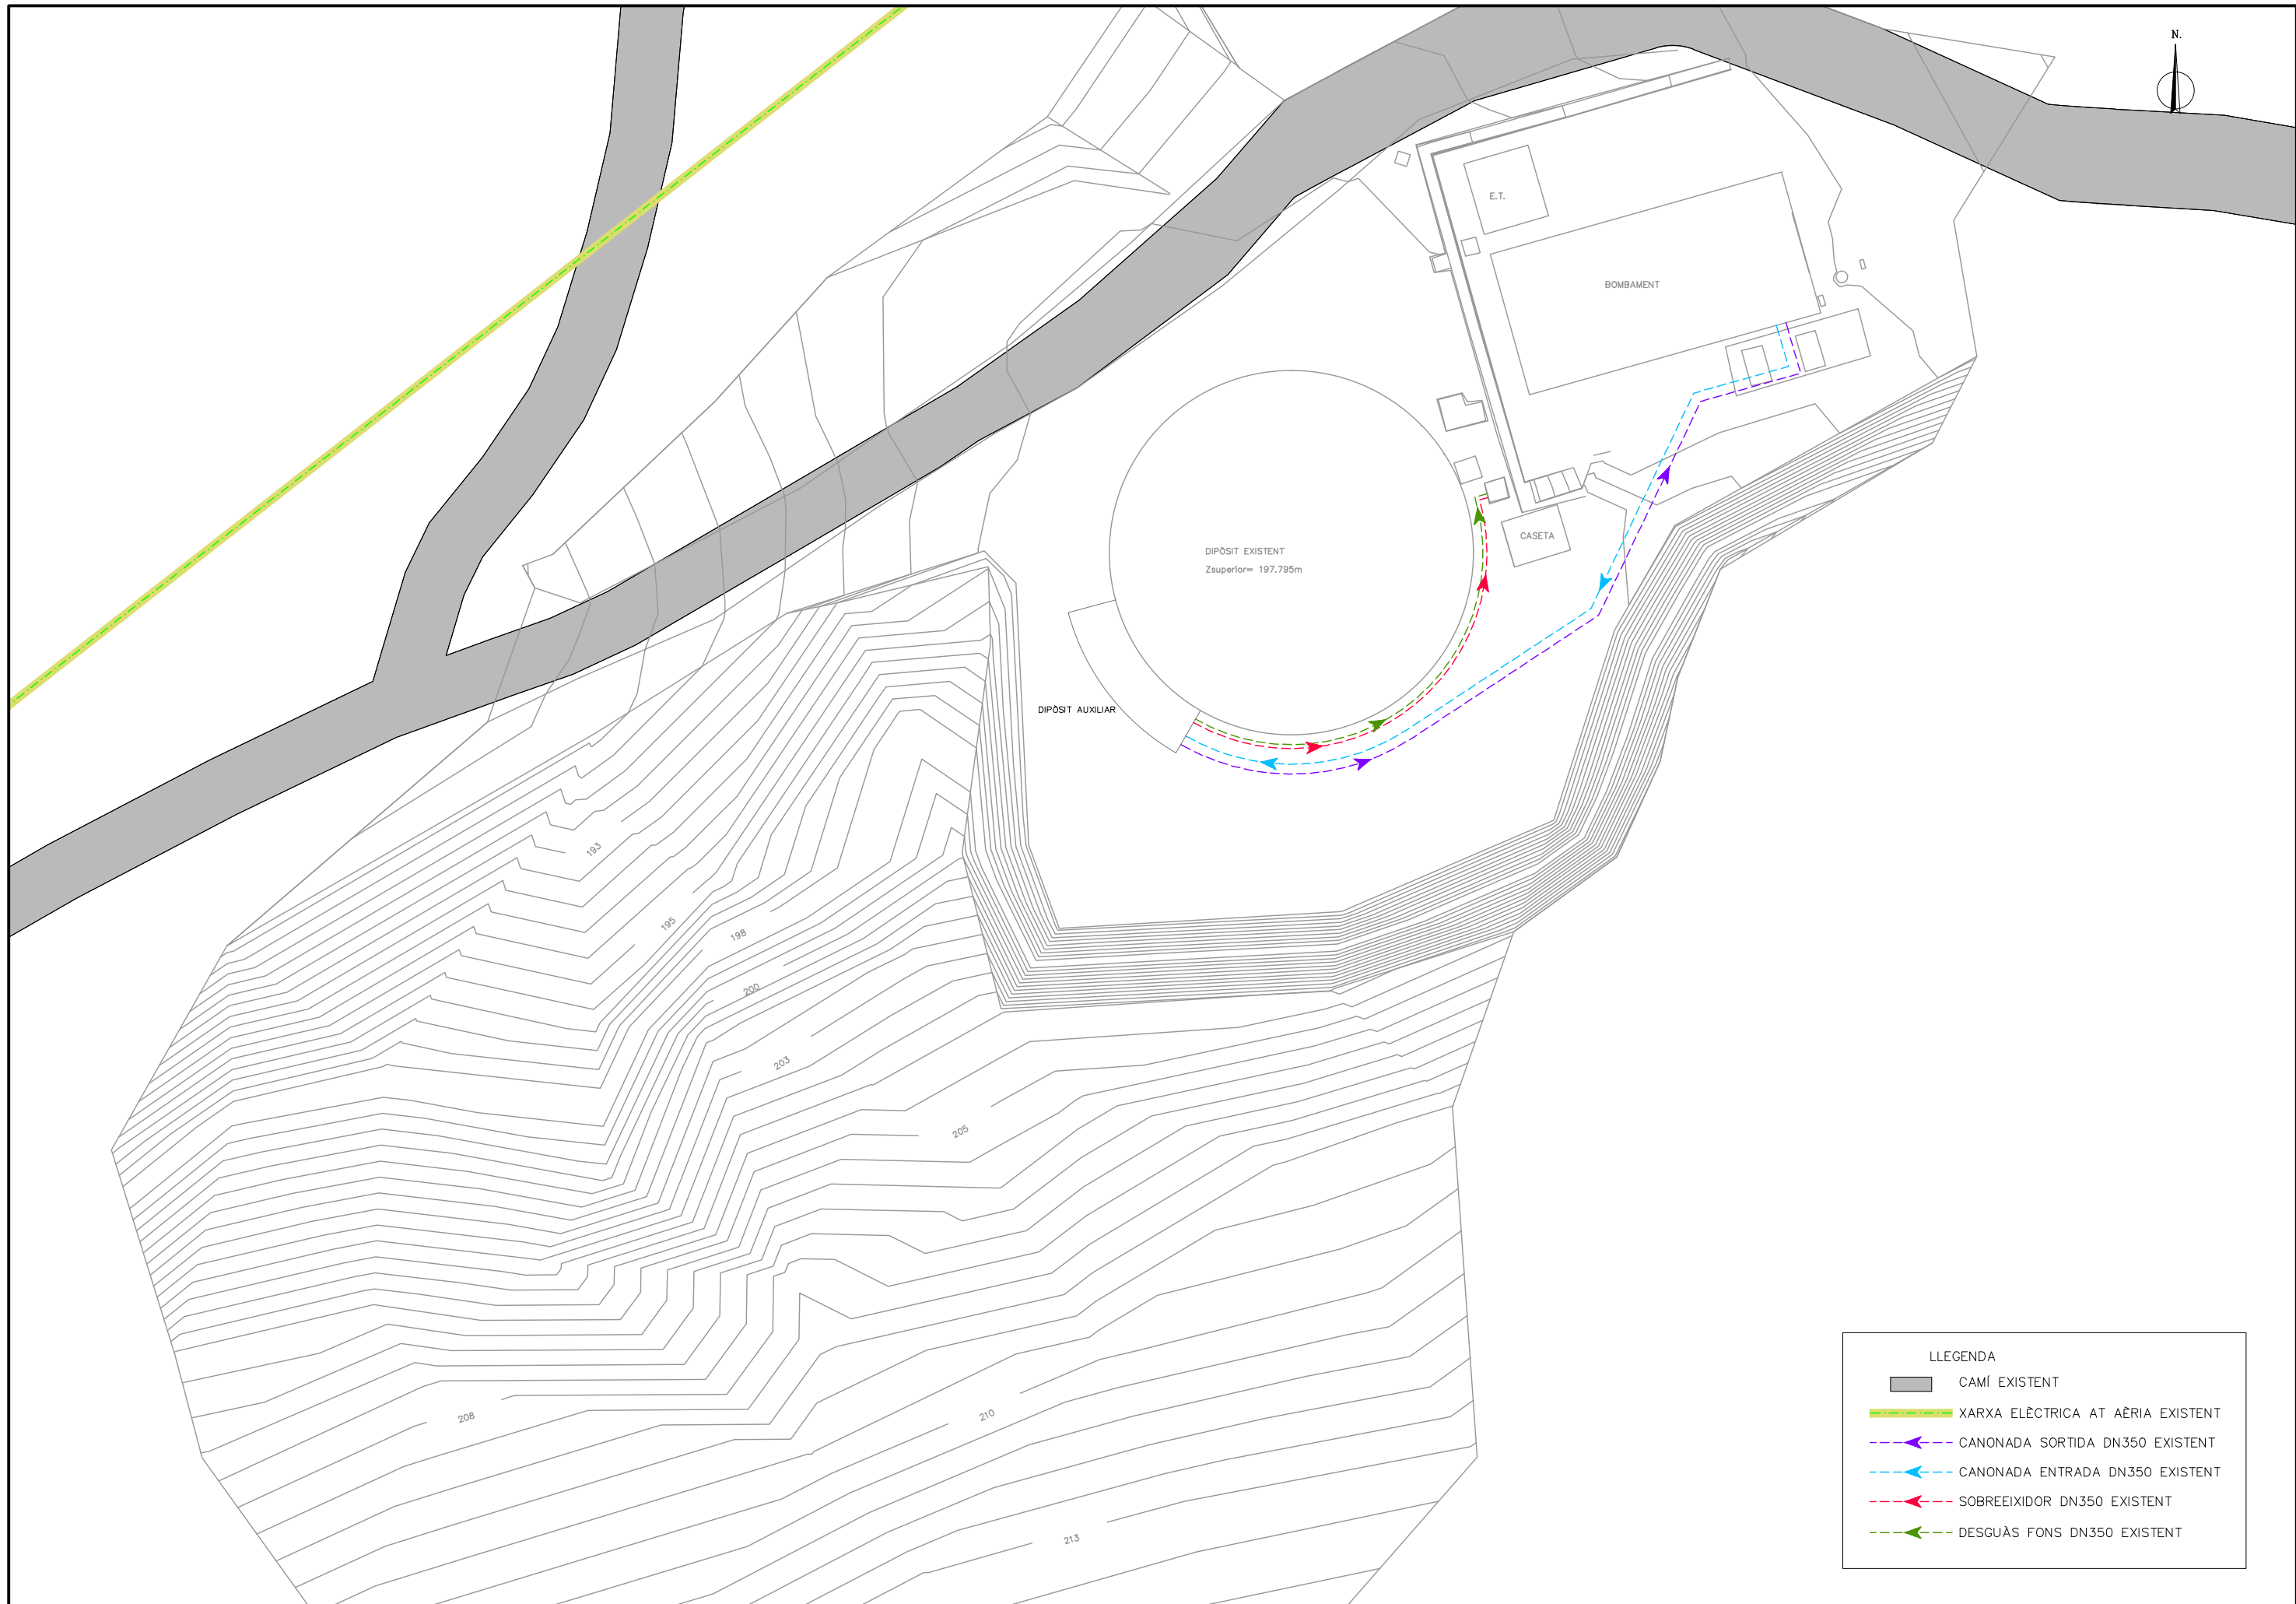 N.
E.T.
BOMBAMENT
CASETA
DIPÒSIT EXISTENT
Zsuperior= 197.795m
DIPÒSIT AUXILIAR
193
195
198
200
203
205
208
210
213
LLEGENDA
CAMÍ EXISTENT
XARXA ELÈCTRICA AT AÈRIA EXISTENT
CANONADA SORTIDA DN350 EXISTENT
CANONADA ENTRADA DN350 EXISTENT
SOBREEIXIDOR DN350 EXISTENT
DESGUÀS FONS DN350 EXISTENT